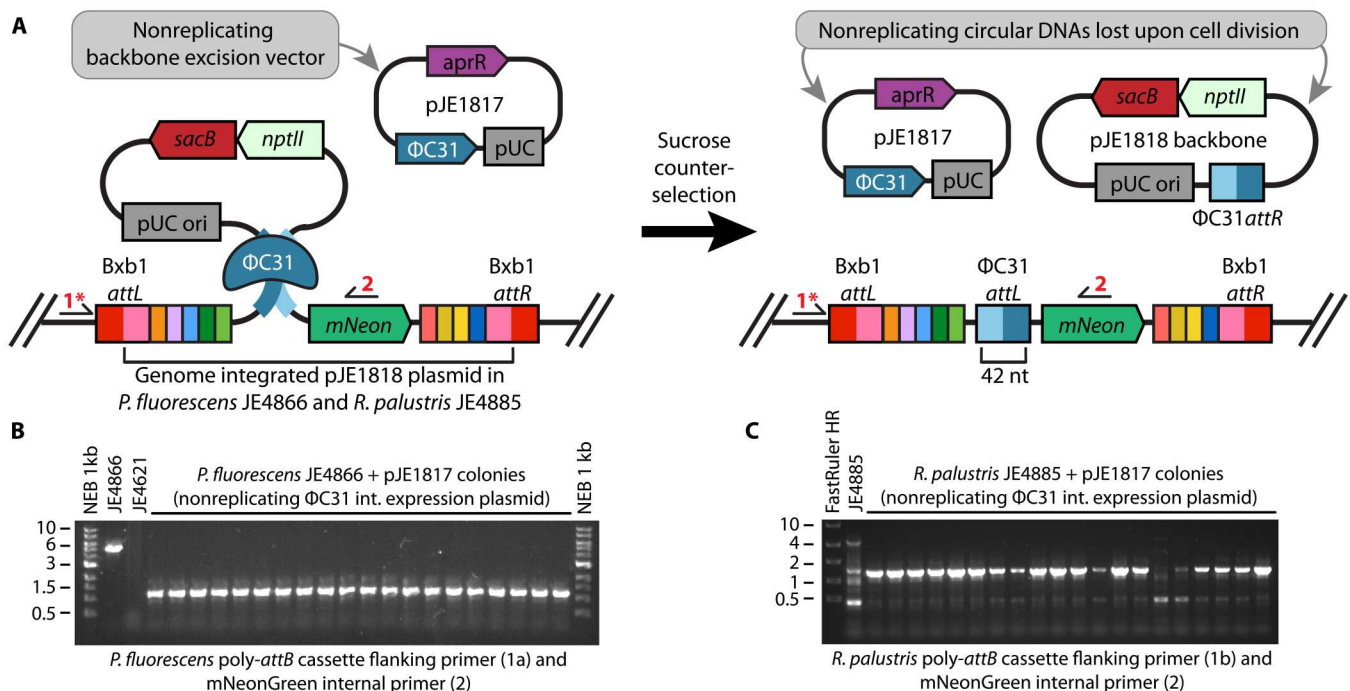 A
Nonreplicating
backbone excision vector
aprR
pJE1817
ΦC31
pUC
sacB
nptII
pUC ori
ΦC31
Bxb1
attL
1*
2
mNeon
Bxb1
attR
Genome integrated pJE1818 plasmid in
P. fluorescens JE4866 and R. palustris JE4885
Sucrose
counter-
selection
Nonreplicating circular DNAs lost upon cell division
aprR
pJE1817
ΦC31
pUC
sacB
nptII
pJE1818 backbone
pUC ori
ΦC31attR
Bxb1
attL
1*
ΦC31
attL
2
mNeon
Bxb1
attR
42 nt
B
NEB 1kb
JE4866
JE4621
P. fluorescens JE4866 + pJE1817 colonies
(nonreplicating ΦC31 int. expression plasmid)
NEB 1 kb
10
6
3
1.5
0.5
P. fluorescens poly-attB cassette flanking primer (1a) and
mNeonGreen internal primer (2)
C
FastRuler HR
JE4885
R. palustris JE4885 + pJE1817 colonies
(nonreplicating ΦC31 int. expression plasmid)
10
4
2
1
0.5
R. palustris poly-attB cassette flanking primer (1b) and
mNeonGreen internal primer (2)